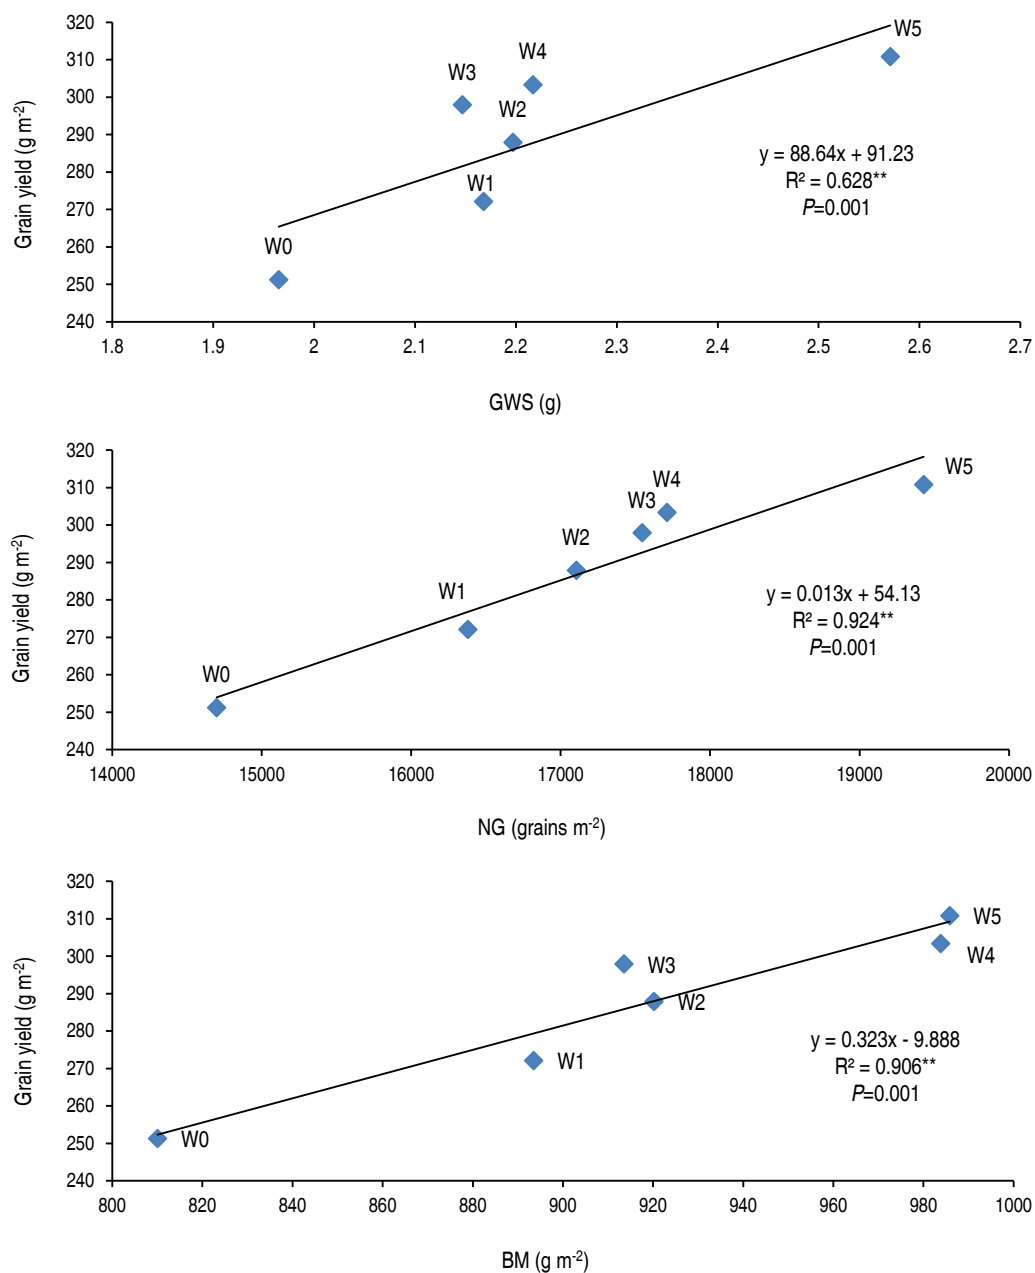 320
310
300
290
280
270
260
250
240
Grain yield (g m-2)
W0
W1
W2
W3
W4
W5
y = 88.64x + 91.23
R² = 0.628**
P=0.001
1.8 1.9 2 2.1 2.2 2.3 2.4 2.5 2.6 2.7
GWS (g)
320
310
300
290
280
270
260
250
240
Grain yield (g m-2)
W0
W1
W2
W3
W4
W5
y = 0.013x + 54.13
R² = 0.924**
P=0.001
14000 15000 16000 17000 18000 19000 20000
NG (grains m-2)
320
310
300
290
280
270
260
250
240
Grain yield (g m-2)
W0
W1
W2
W3
W4
W5
y = 0.323x - 9.888
R² = 0.906**
P=0.001
800 820 840 860 880 900 920 940 960 980 1000
BM (g m-2)